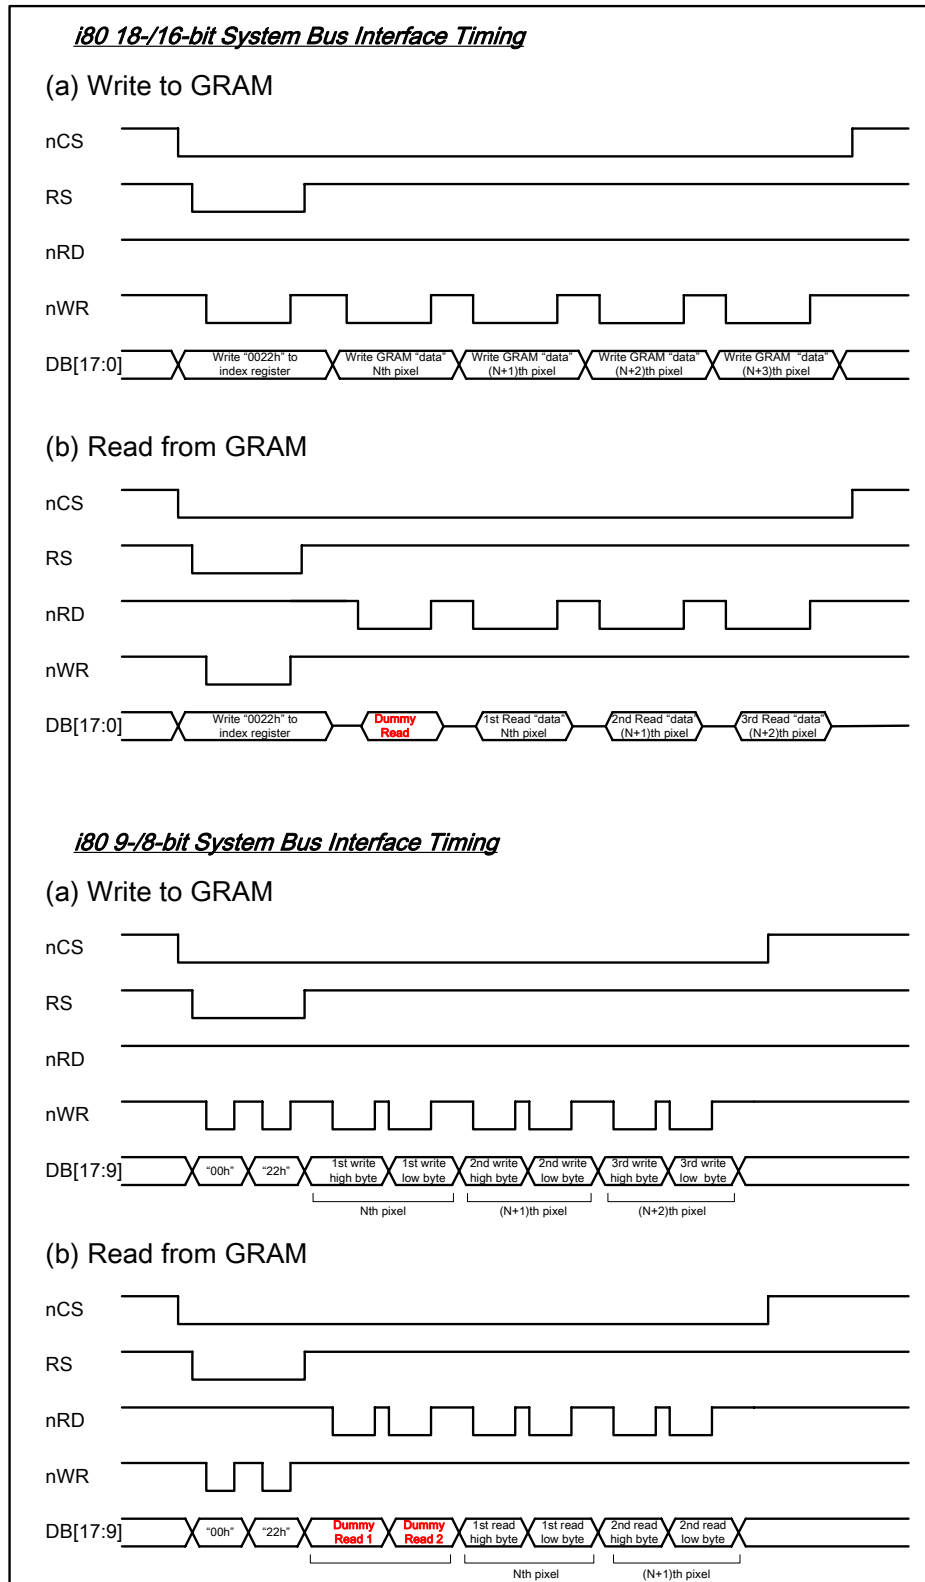 i80 18-/16-bit System Bus Interface Timing
(a) Write to GRAM
nCS
RS
nRD
nWR
DB[17:0]
Write “0022h” to
index register
Write GRAM “data”
Nth pixel
Write GRAM “data”
(N+1)th pixel
Write GRAM “data”
(N+2)th pixel
Write GRAM “data”
(N+3)th pixel
(b) Read from GRAM
nCS
RS
nRD
nWR
DB[17:0]
Write “0022h” to
index register
Dummy
Read
1st Read “data”
Nth pixel
2nd Read “data”
(N+1)th pixel
3rd Read “data”
(N+2)th pixel
i80 9-/8-bit System Bus Interface Timing
(a) Write to GRAM
nCS
RS
nRD
nWR
DB[17:9]
“00h”
“22h”
1st write
high byte
1st write
low byte
2nd write
high byte
2nd write
low byte
3rd write
high byte
3rd write
low byte
Nth pixel
(N+1)th pixel
(N+2)th pixel
(b) Read from GRAM
nCS
RS
nRD
nWR
DB[17:9]
“00h”
“22h”
Dummy
Read 1
Dummy
Read 2
1st read
high byte
1st read
low byte
2nd read
high byte
2nd read
low byte
Nth pixel
(N+1)th pixel